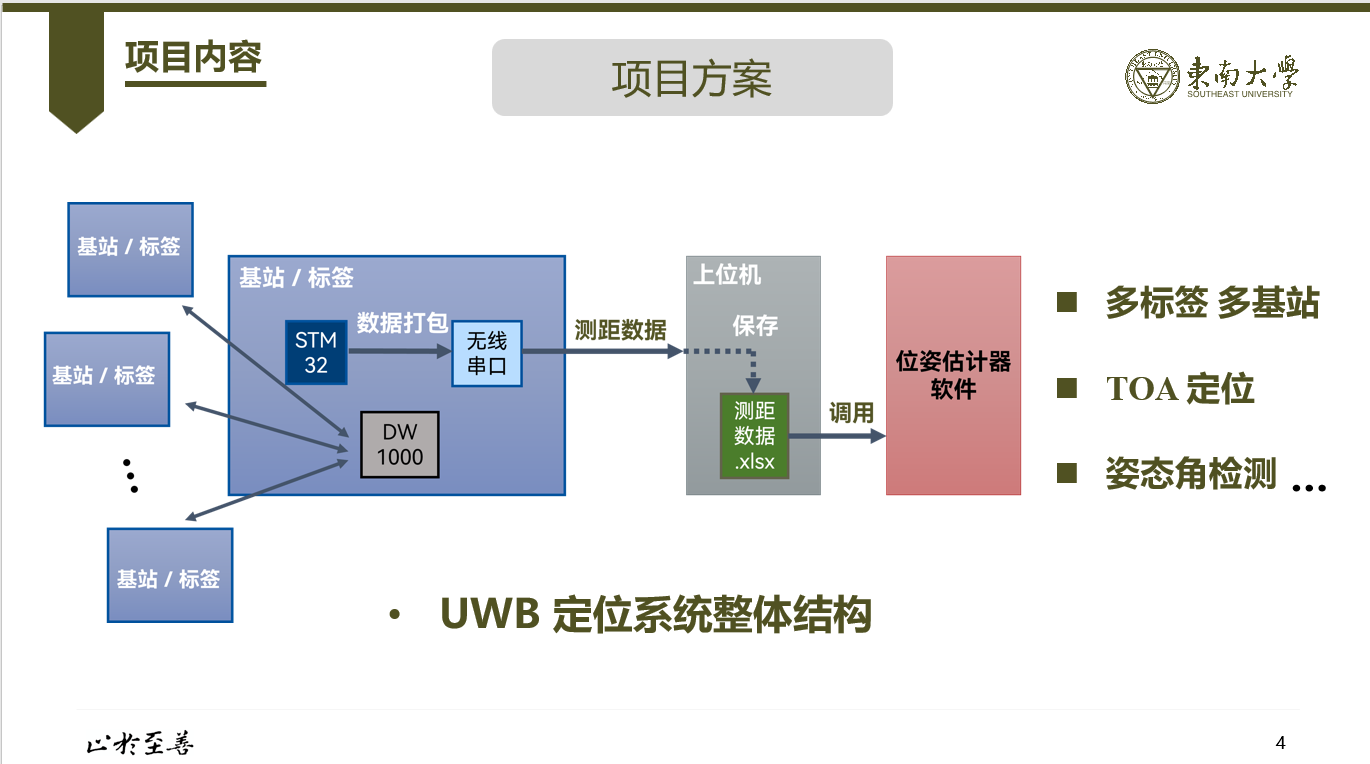 项目内容
项目方案
東南大學
SOUTHEAST UNIVERSITY
基站 / 标签
基站 / 标签
基站 / 标签
基站 / 标签
STM
32
数据打包
无线
串口
DW
1000
测距数据
上位机
保存
测距
数据
.xlsx
调用
位姿估计器
软件
■ 多标签 多基站
■ TOA 定位
■ 姿态角检测 ...
• UWB 定位系统整体结构
止於至善
4